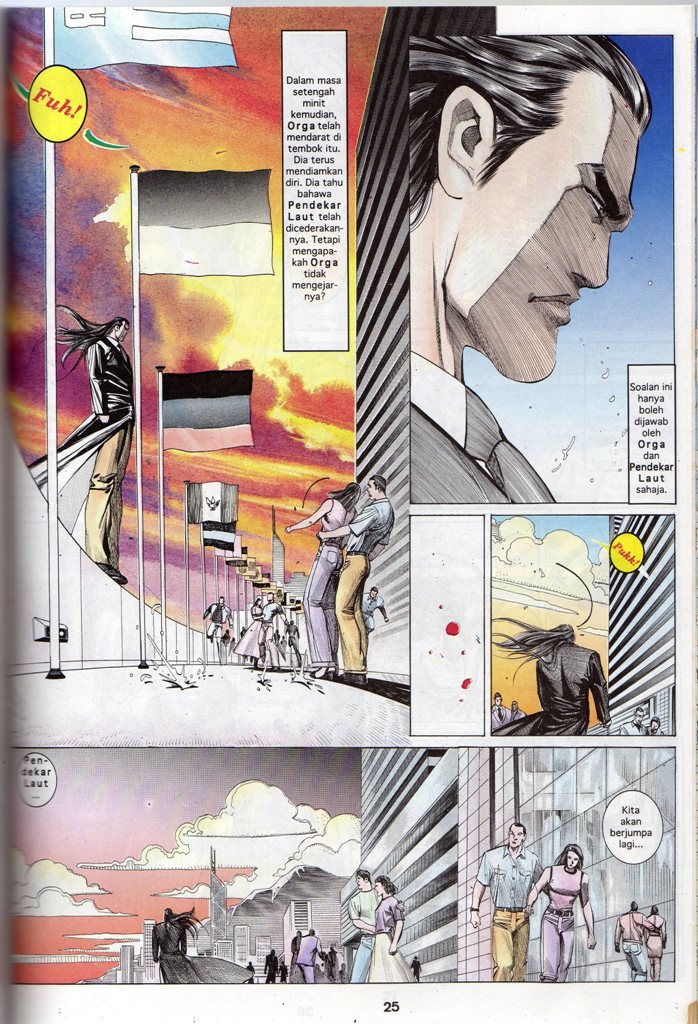 Fuh!
Dalam masa
setengah
minit
kemudian,
Orga telah
mendarat di
tembok itu.
Dia terus
mendiamkan
diri. Dia tahu
bahawa
Pendekar
Laut telah
dicederakan-
nya. Tetapi
mengapa-
kah Orga
tidak
mengejar-
nya?
Soalan ini
hanya
boleh
dijawab
oleh
Orga
dan
Pendekar
Laut
sahaja.
Pukk!
Pen-
dekar
Laut
...
Kita
akan
berjumpa
lagi...
25